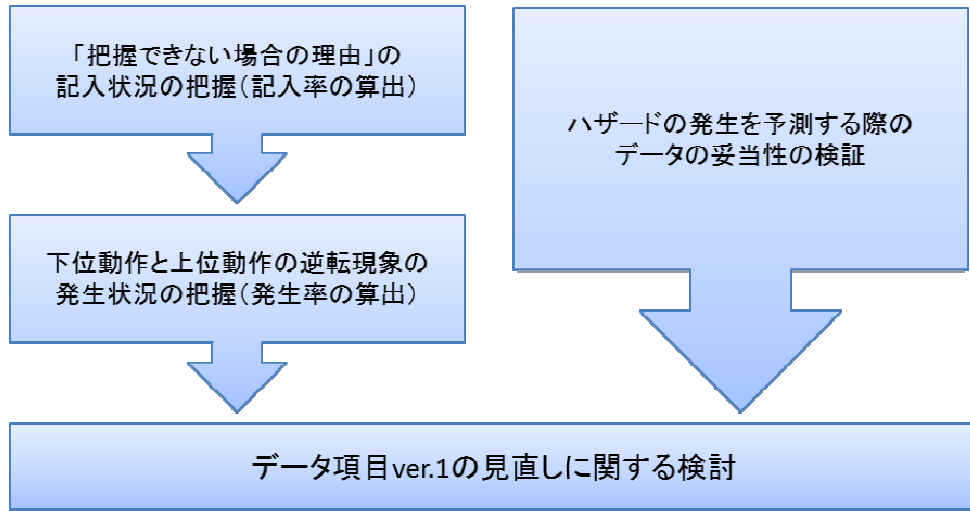 「把握できない場合の理由」の
記入状況の把握（記入率の算出）
下位動作と上位動作の逆転現象の
発生状況の把握（発生率の算出）
ハザードの発生を予測する際の
データの妥当性の検証
データ項目ver.1の見直しに関する検討